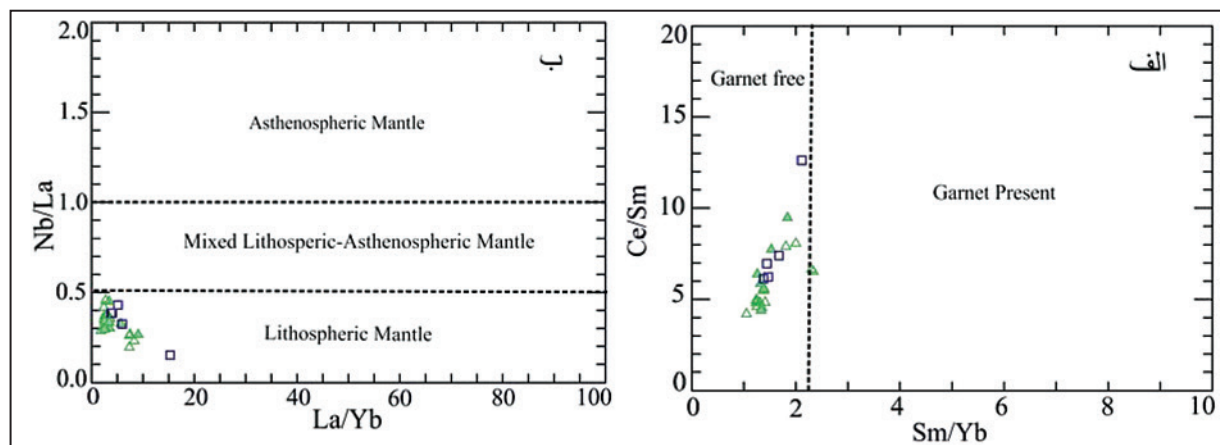 ب
2.0
1.5
1.0
0.5
0.0
Nb/La
Asthenospheric Mantle
Mixed Lithosperic-Asthenospheric Mantle
Lithospheric Mantle
0 20 40 60 80 100
La/Yb
الف
20
15
10
5
0
Ce/Sm
Garnet free
Garnet Present
0 2 4 6 8 10
Sm/Yb